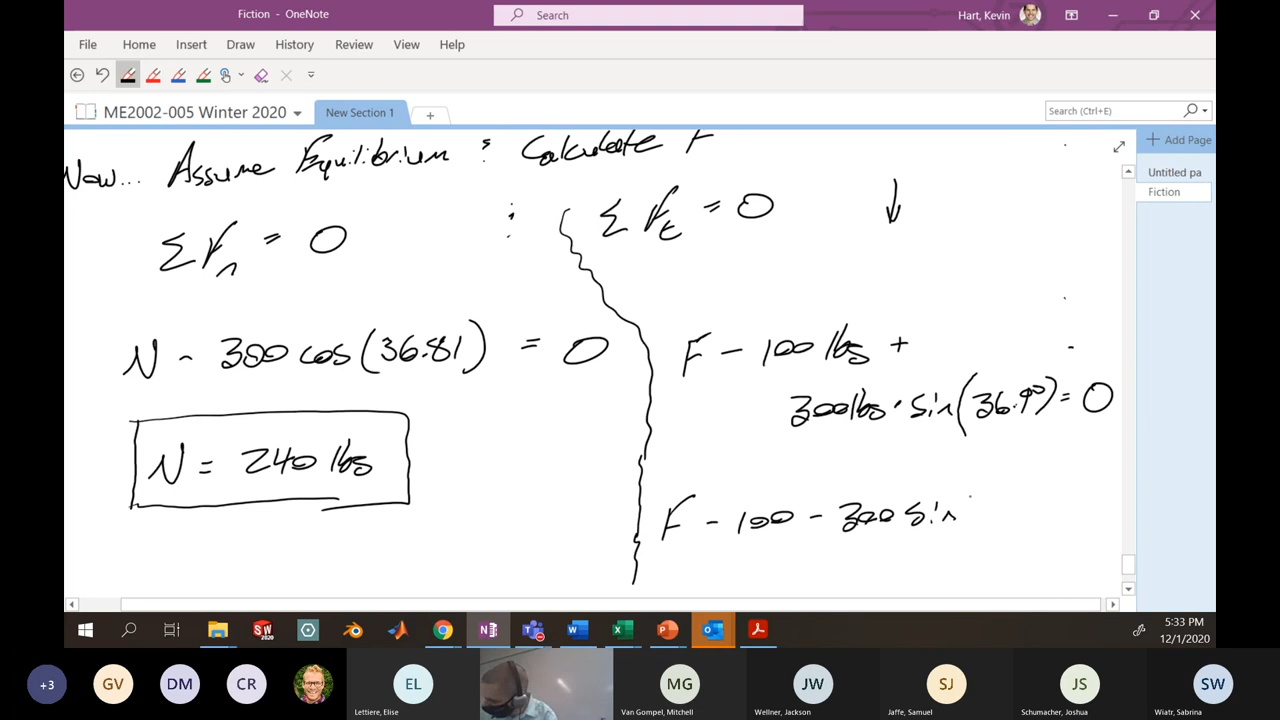 Fiction - OneNote
Search
Hart, Kevin
File Home Insert Draw History Review View Help
ME2002-005 Winter 2020
New Section 1
+
Search (Ctrl+E)
+ Add Page
Untitled pa
Fiction
Now... Assume Equilibrium : Calculate F
Σ Fn = 0
Σ Ft = 0
N - 300 cos (36.81) = 0
N = 240 lbs
F - 100 lbs +
300lbs · sin(36.9°) = 0
F - 100 - 300 sin
5:33 PM
12/1/2020
+3
GV
DM
CR
EL
MG
JW
SJ
JS
SW
Lettiere, Elise
Van Gompel, Mitchell
Wellner, Jackson
Jaffe, Samuel
Schumacher, Joshua
Wiatr, Sabrina